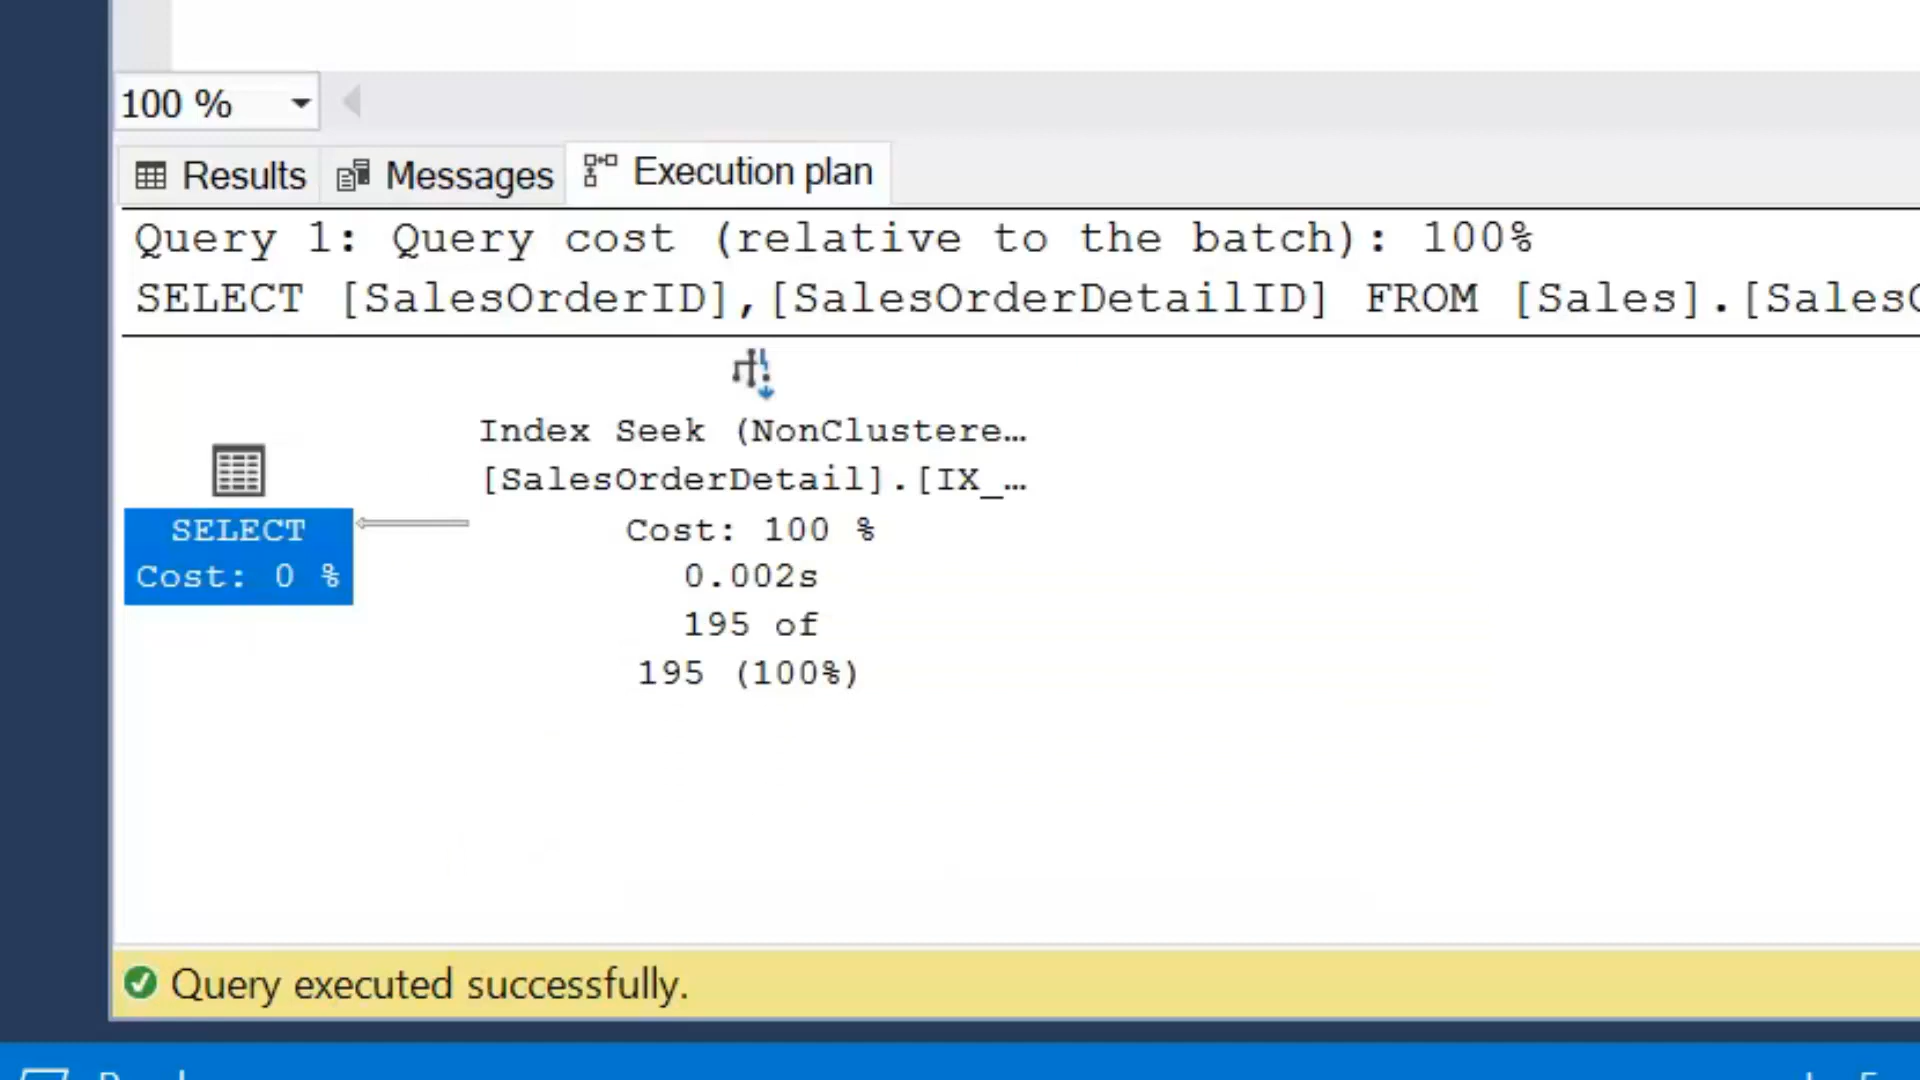 100 %
Results Messages Execution plan
Query 1: Query cost (relative to the batch): 100%
SELECT [SalesOrderID],[SalesOrderDetailID] FROM [Sales].[Sales
Index Seek (NonClustere…
[SalesOrderDetail].[IX_…
SELECT
Cost: 0 %
Cost: 100 %
0.002s
195 of
195 (100%)
Query executed successfully.